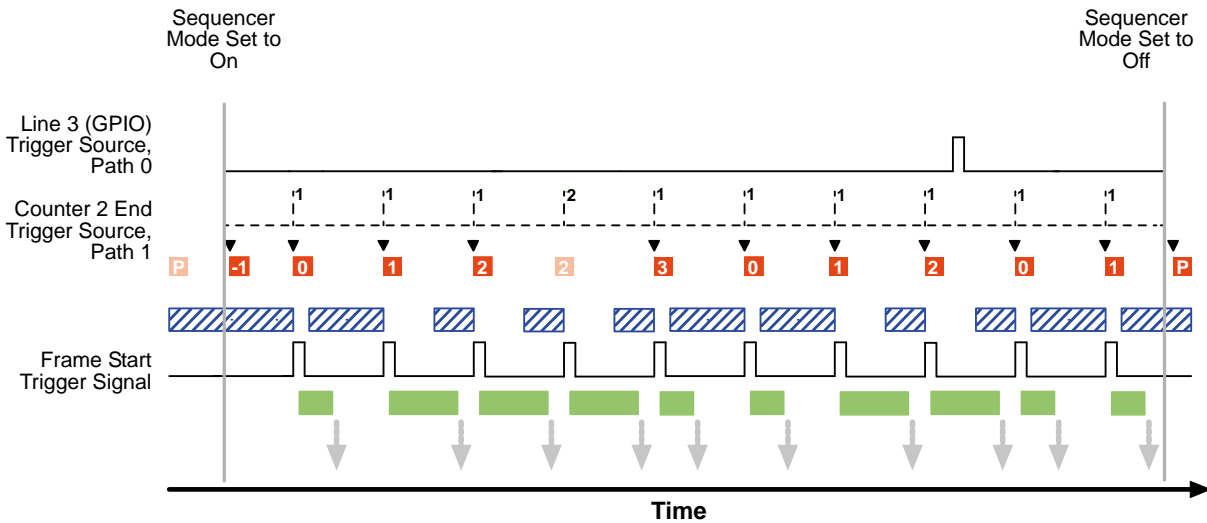 Sequencer
Mode Set to
On
Sequencer
Mode Set to
Off
Line 3 (GPIO)
Trigger Source,
Path 0
1 1 1 2 1 1 1 1 1 1
Counter 2 End
Trigger Source,
Path 1
P -1 0 1 2 2 3 0 1 2 0 1 P
Frame Start
Trigger Signal
Time